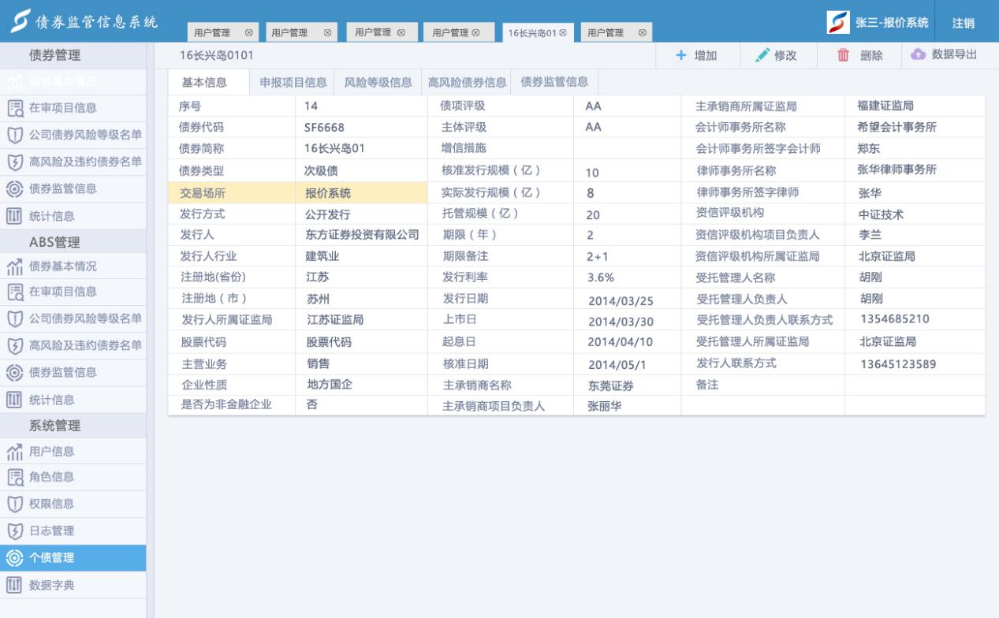 债券监管信息系统
用户管理 用户管理 用户管理 用户管理 16长兴岛01 用户管理
张三-报价系统 注销
债券管理
债券基本情况
在审项目信息
公司债券风险等级名单
高风险及违约债券名单
债券监管信息
统计信息
ABS管理
债券基本情况
在审项目信息
公司债券风险等级名单
高风险及违约债券名单
债券监管信息
统计信息
系统管理
用户信息
角色信息
权限信息
日志管理
个债管理
数据字典
16长兴岛0101 增加 修改 删除 数据导出
基本信息 申报项目信息 风险等级信息 高风险债券信息 债券监管信息
序号 14 债项评级 AA 主承销商所属证监局 福建证监局
债券代码 SF6668 主体评级 AA 会计师事务所名称 希望会计事务所
债券简称 16长兴岛01 增信措施 会计师事务所签字会计师 郑东
债券类型 次级债 核准发行规模（亿） 10 律师事务所名称 张华律师事务所
交易场所 报价系统 实际发行规模（亿） 8 律师事务所签字律师 张华
发行方式 公开发行 托管规模（亿） 20 资信评级机构 中证技术
发行人 东方证券投资有限公司 期限（年） 2 资信评级机构项目负责人 李兰
发行人行业 建筑业 期限备注 2+1 资信评级机构所属证监局 北京证监局
注册地(省份) 江苏 发行利率 3.6% 受托管理人名称 胡刚
注册地（市） 苏州 发行日期 2014/03/25 受托管理人负责人 胡刚
发行人所属证监局 江苏证监局 上市日 2014/03/30 受托管理人负责人联系方式 1354685210
股票代码 股票代码 起息日 2014/04/10 受托管理人所属证监局 北京证监局
主营业务 销售 核准日期 2014/05/1 发行人联系方式 13645123589
企业性质 地方国企 主承销商名称 东莞证券 备注
是否为非金融企业 否 主承销商项目负责人 张丽华